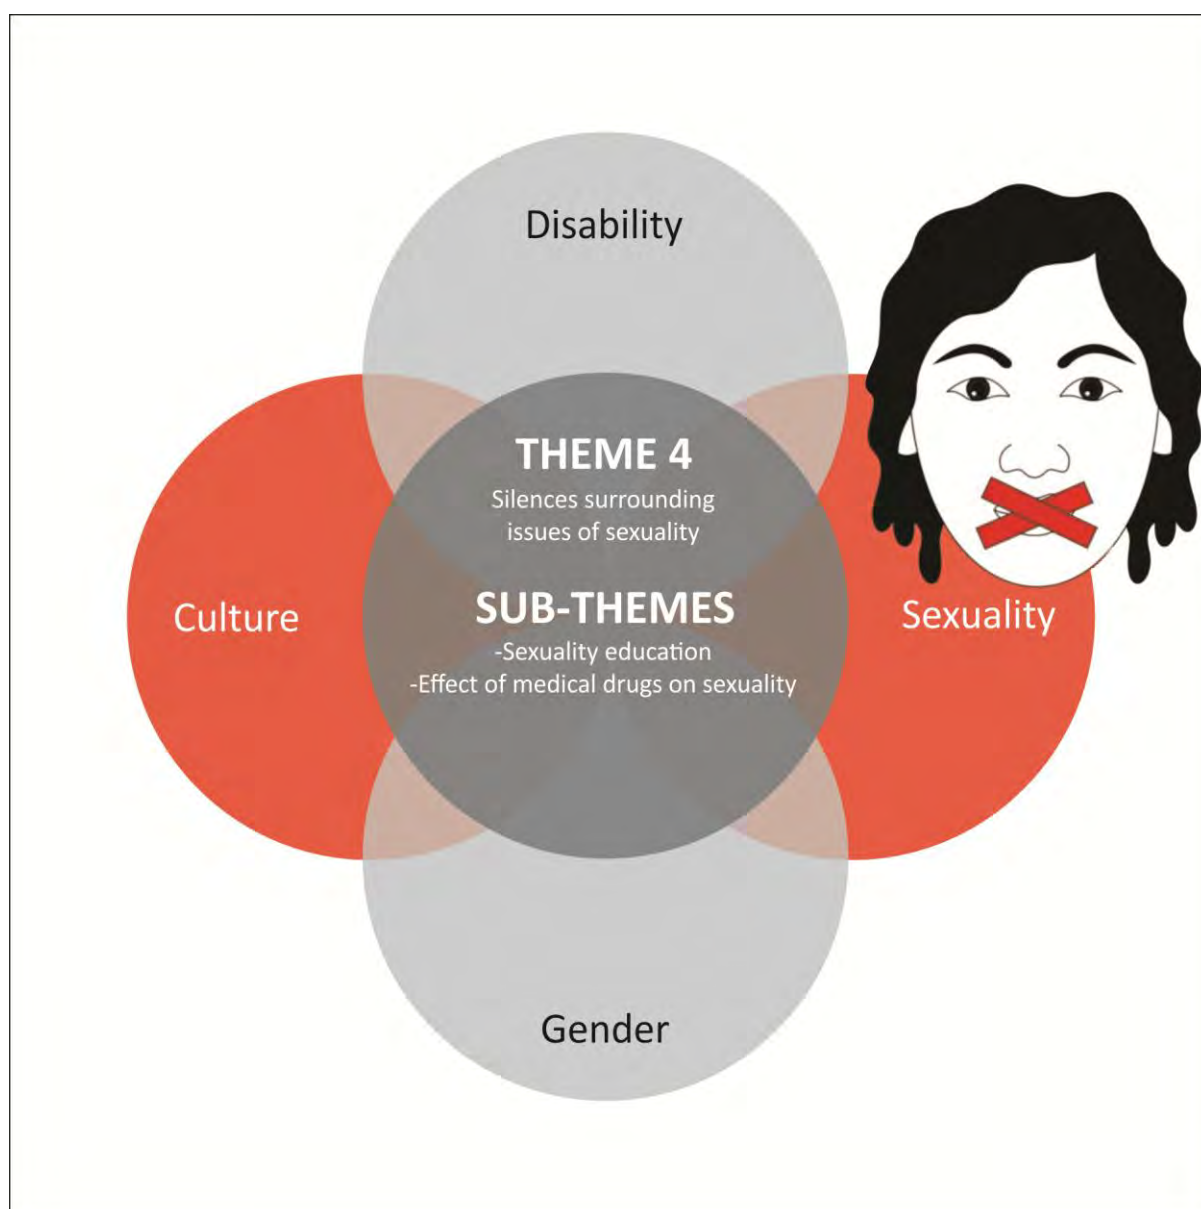 Disability
THEME 4
Silences surrounding
issues of sexuality
SUB-THEMES
-Sexuality education
-Effect of medical drugs on sexuality
Culture
Sexuality
Gender